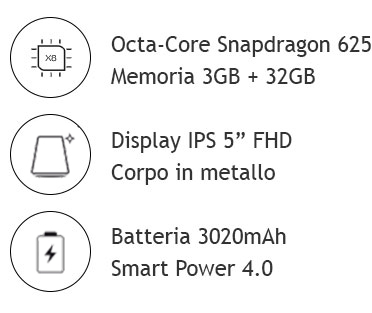 X8
Octa-Core Snapdragon 625
Memoria 3GB + 32GB
Display IPS 5” FHD
Corpo in metallo
Batteria 3020mAh
Smart Power 4.0